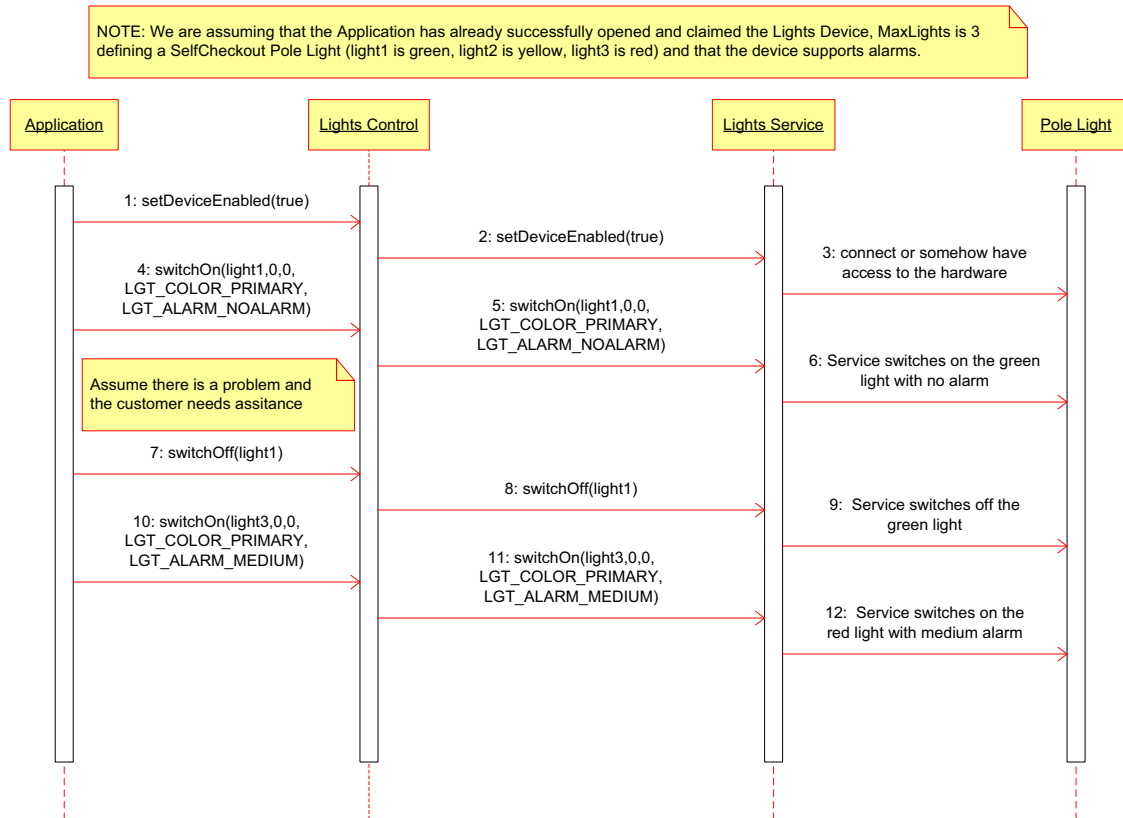 NOTE: We are assuming that the Application has already successfully opened and claimed the Lights Device, MaxLights is 3
defining a SelfCheckout Pole Light (light1 is green, light2 is yellow, light3 is red) and that the device supports alarms.
Application
Lights Control
Lights Service
Pole Light
1: setDeviceEnabled(true)
2: setDeviceEnabled(true)
3: connect or somehow have
access to the hardware
4: switchOn(light1,0,0,
LGT_COLOR_PRIMARY,
LGT_ALARM_NOALARM)
5: switchOn(light1,0,0,
LGT_COLOR_PRIMARY,
LGT_ALARM_NOALARM)
6: Service switches on the green
light with no alarm
Assume there is a problem and
the customer needs assitance
7: switchOff(light1)
8: switchOff(light1)
9:  Service switches off the
green light
10: switchOn(light3,0,0,
LGT_COLOR_PRIMARY,
LGT_ALARM_MEDIUM)
11: switchOn(light3,0,0,
LGT_COLOR_PRIMARY,
LGT_ALARM_MEDIUM)
12:  Service switches on the
red light with medium alarm